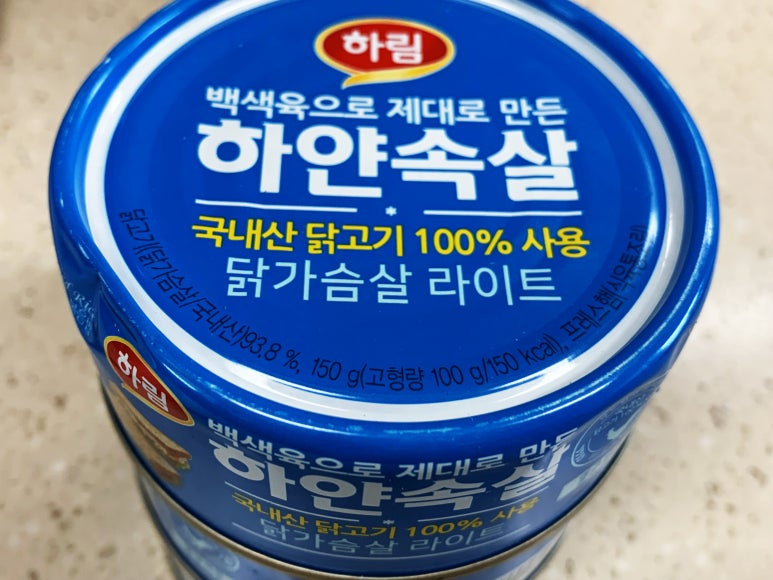 하림
백색육으로 제대로 만든
하얀속살
국내산 닭고기 100% 사용
닭가슴살 라이트
닭고기(닭가슴살/국내산)93.8 %, 150 g(고형량 100 g/150 kcal), 프레스햄(식육통조림)
하림
백색육으로 제대로 만든
하얀속살
국내산 닭고기 100% 사용
닭가슴살 라이트